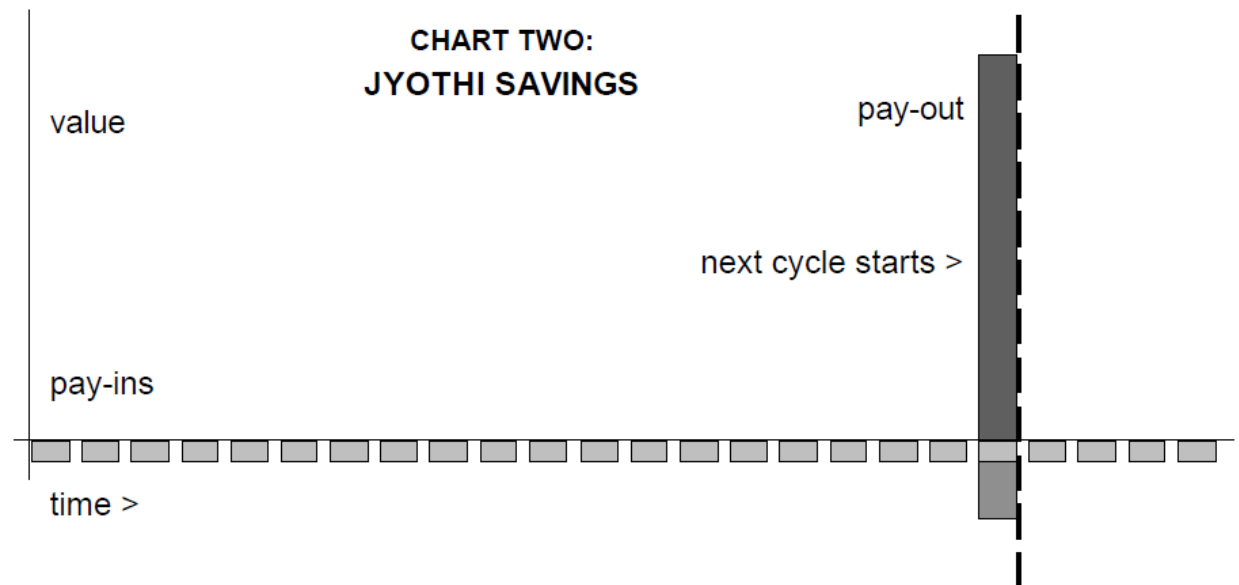 CHART TWO:
JYOTHI SAVINGS
value
pay-out
next cycle starts >
pay-ins
time >